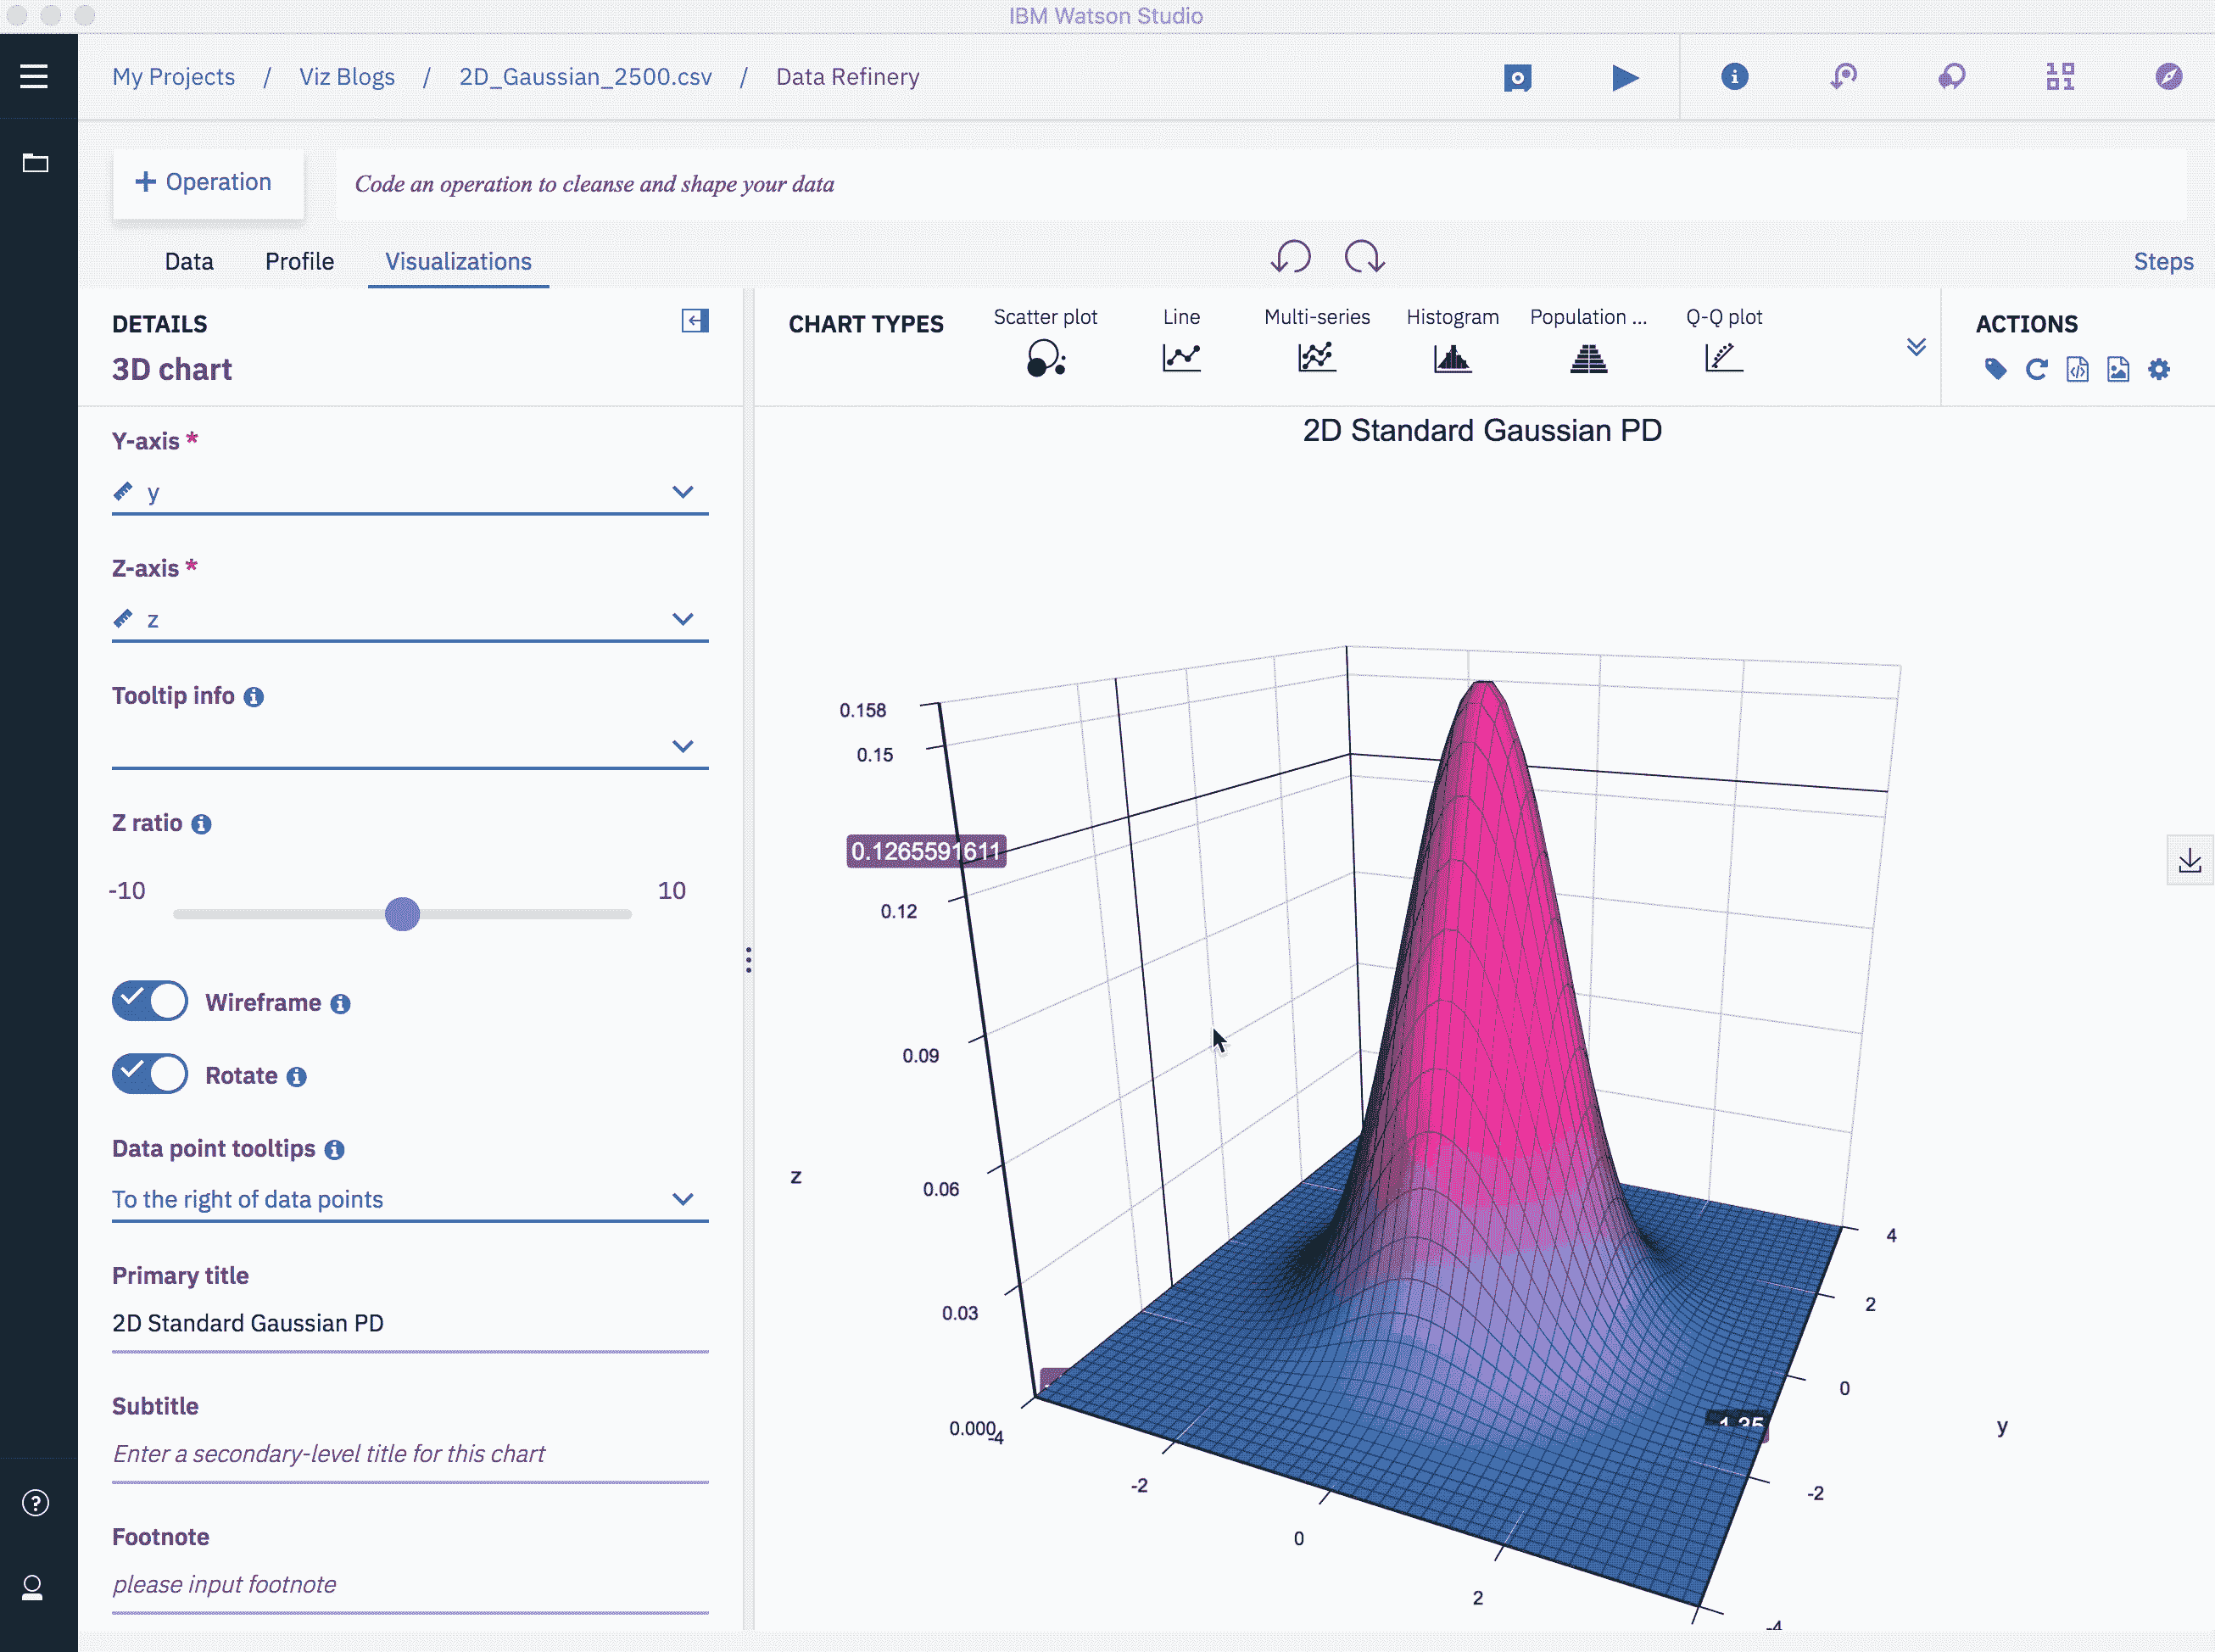 IBM Watson Studio
My Projects / Viz Blogs / 2D_Gaussian_2500.csv / Data Refinery
+ Operation
Code an operation to cleanse and shape your data
Data Profile Visualizations
Steps
DETAILS
3D chart
CHART TYPES
Scatter plot
Line
Multi-series
Histogram
Population ...
Q-Q plot
ACTIONS
Y-axis *
y
Z-axis *
z
Tooltip info
Z ratio
-10
10
Wireframe
Rotate
Data point tooltips
To the right of data points
Primary title
2D Standard Gaussian PD
Subtitle
Enter a secondary-level title for this chart
Footnote
please input footnote
2D Standard Gaussian PD
0.158
0.15
0.1265591611
0.12
0.09
0.06
0.03
0.000
z
-4
-2
0
2
4
2
0
-2
-4
y